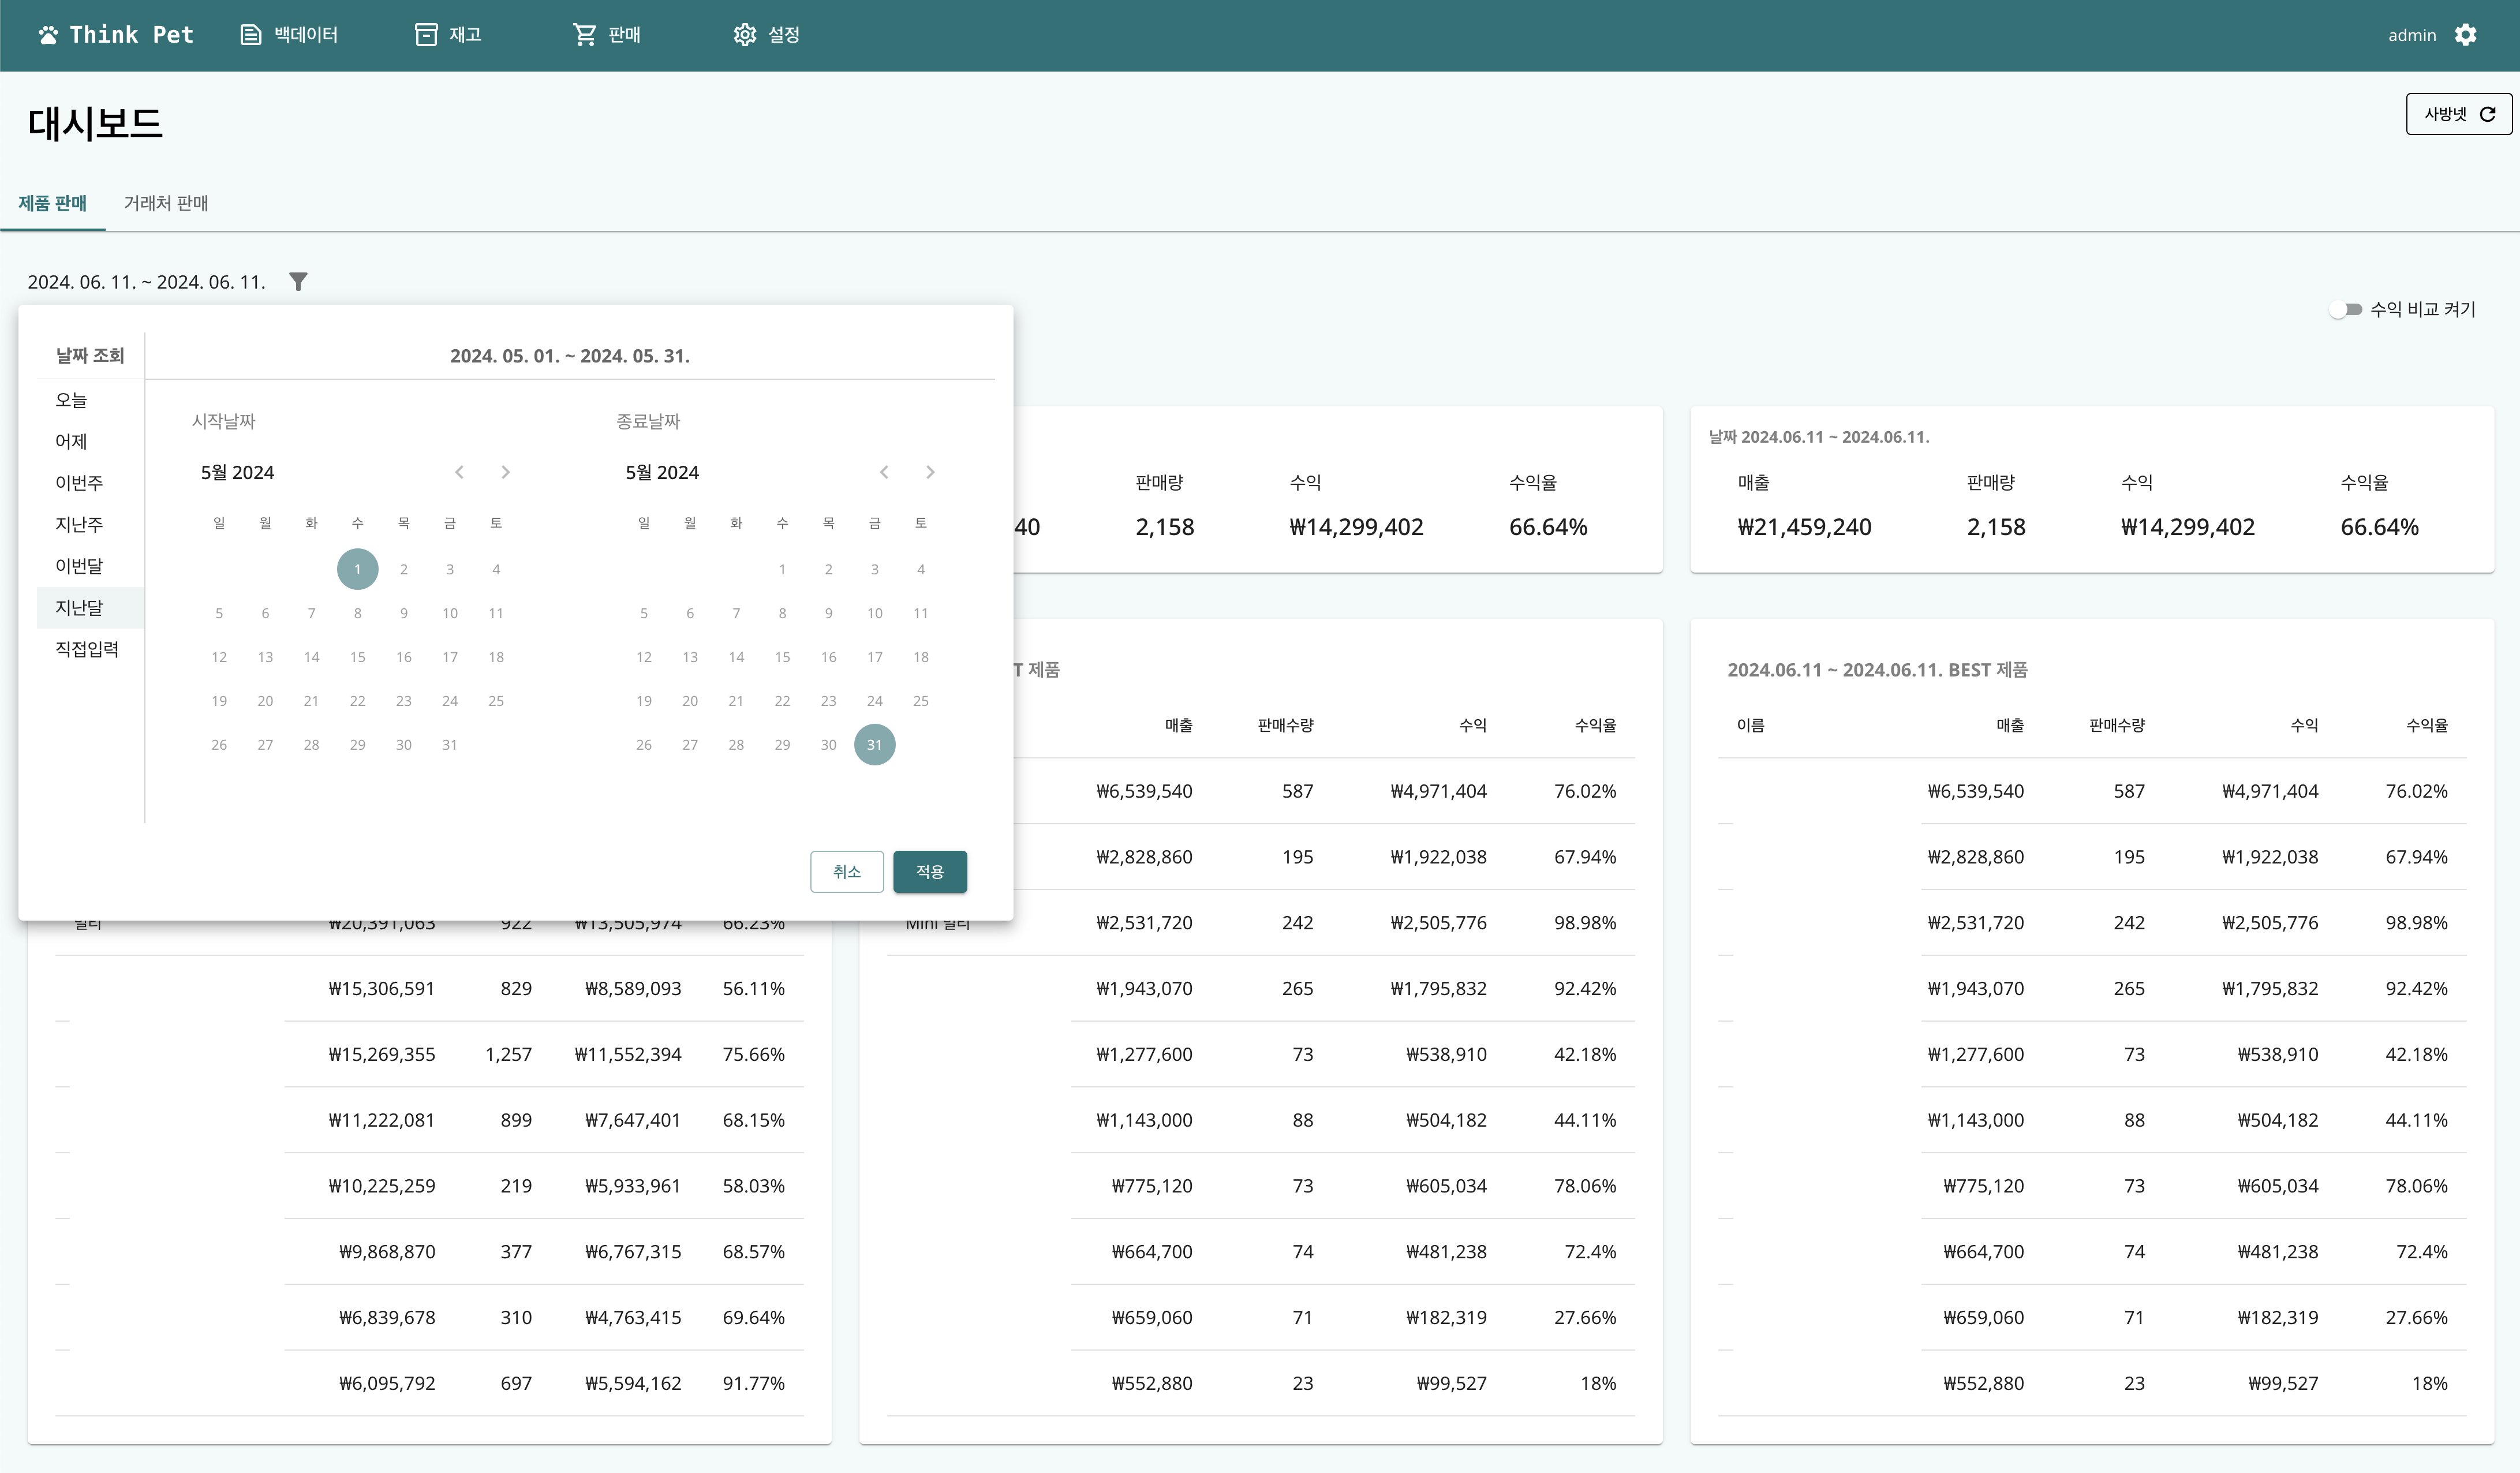 Think Pet 백데이터 재고 판매 설정 admin
대시보드
사방넷
제품 판매 거래처 판매
2024. 06. 11. ~ 2024. 06. 11.
수익 비교 켜기
날짜 조회
오늘
어제
이번주
지난주
이번달
지난달
직접입력
2024. 05. 01. ~ 2024. 05. 31.
시작날짜
5월 2024
일 월 화 수 목 금 토
1 2 3 4
5 6 7 8 9 10 11
12 13 14 15 16 17 18
19 20 21 22 23 24 25
26 27 28 29 30 31
종료날짜
5월 2024
일 월 화 수 목 금 토
1 2 3 4
5 6 7 8 9 10 11
12 13 14 15 16 17 18
19 20 21 22 23 24 25
26 27 28 29 30 31
취소 적용
판매량 수익 수익율
40 2,158 ₩14,299,402 66.64%
날짜 2024.06.11 ~ 2024.06.11.
매출 판매량 수익 수익율
₩21,459,240 2,158 ₩14,299,402 66.64%
₩20,391,063 922 ₩13,505,974 66.23%
₩15,306,591 829 ₩8,589,093 56.11%
₩15,269,355 1,257 ₩11,552,394 75.66%
₩11,222,081 899 ₩7,647,401 68.15%
₩10,225,259 219 ₩5,933,961 58.03%
₩9,868,870 377 ₩6,767,315 68.57%
₩6,839,678 310 ₩4,763,415 69.64%
₩6,095,792 697 ₩5,594,162 91.77%
T 제품
매출 판매수량 수익 수익율
₩6,539,540 587 ₩4,971,404 76.02%
₩2,828,860 195 ₩1,922,038 67.94%
Mini 멀티 ₩2,531,720 242 ₩2,505,776 98.98%
₩1,943,070 265 ₩1,795,832 92.42%
₩1,277,600 73 ₩538,910 42.18%
₩1,143,000 88 ₩504,182 44.11%
₩775,120 73 ₩605,034 78.06%
₩664,700 74 ₩481,238 72.4%
₩659,060 71 ₩182,319 27.66%
₩552,880 23 ₩99,527 18%
2024.06.11 ~ 2024.06.11. BEST 제품
이름 매출 판매수량 수익 수익율
₩6,539,540 587 ₩4,971,404 76.02%
₩2,828,860 195 ₩1,922,038 67.94%
₩2,531,720 242 ₩2,505,776 98.98%
₩1,943,070 265 ₩1,795,832 92.42%
₩1,277,600 73 ₩538,910 42.18%
₩1,143,000 88 ₩504,182 44.11%
₩775,120 73 ₩605,034 78.06%
₩664,700 74 ₩481,238 72.4%
₩659,060 71 ₩182,319 27.66%
₩552,880 23 ₩99,527 18%